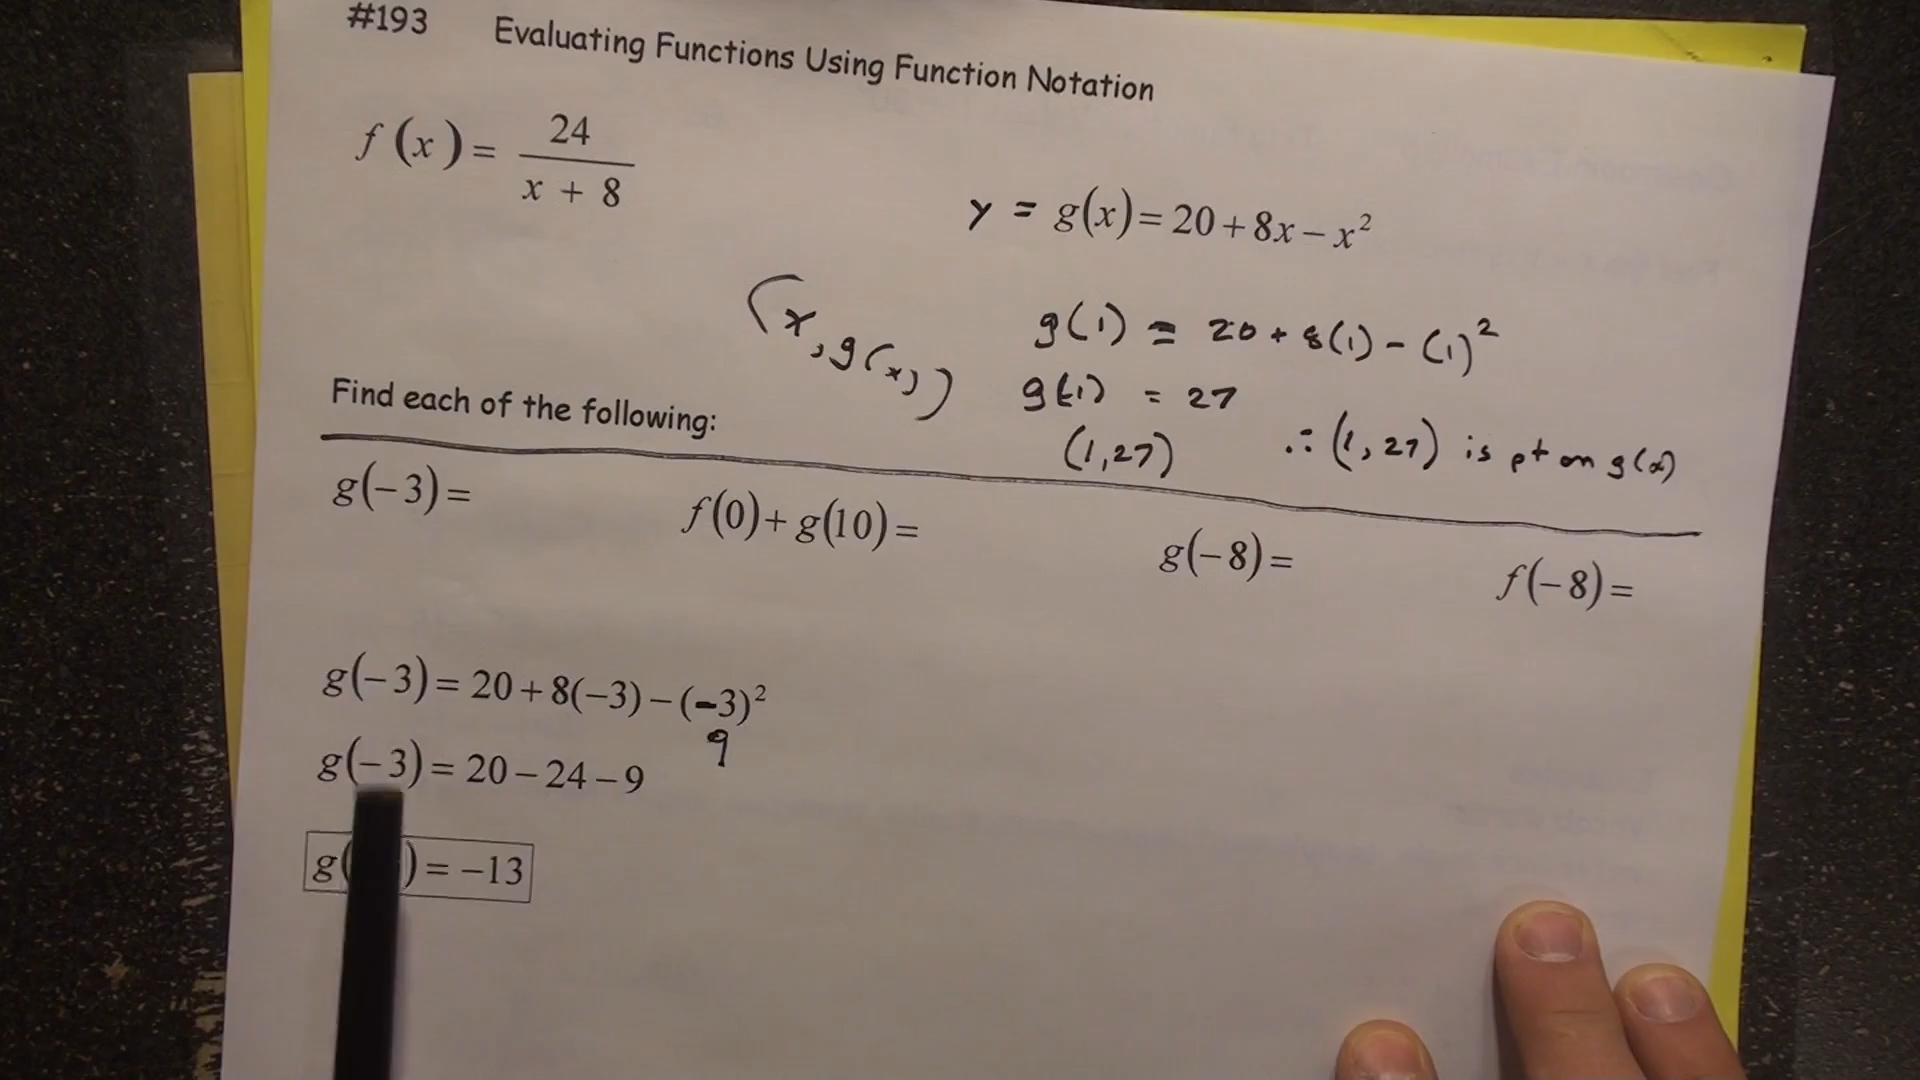 #193 Evaluating Functions Using Function Notation
f(x) = 24 / (x + 8)
y = g(x) = 20 + 8x − x²
(x, g(x))
g(1) = 20 + 8(1) − (1)²
g(1) = 27
(1,27) ∴ (1,27) is pt on g(x)
Find each of the following:
g(−3) = f(0) + g(10) = g(−8) = f(−8) =
g(−3) = 20 + 8(−3) − (−3)²
9
g(−3) = 20 − 24 − 9
g( ) = −13